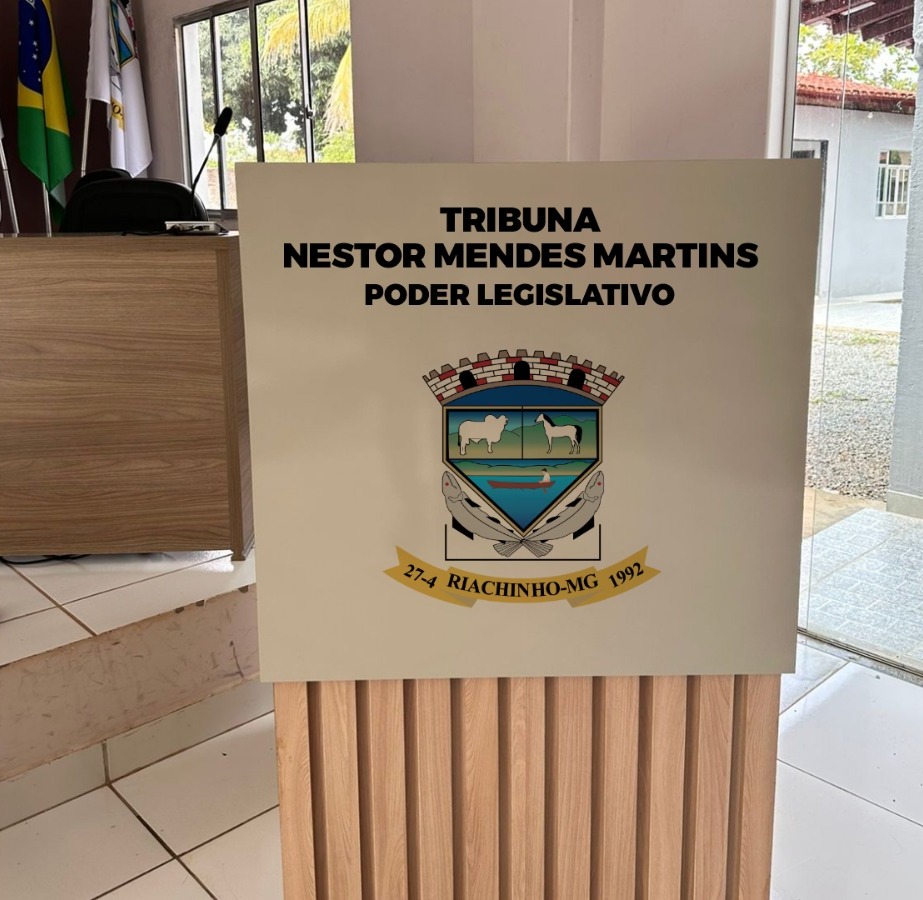 TRIBUNA
NESTOR MENDES MARTINS
PODER LEGISLATIVO
27-4 RIACHINHO-MG 1992